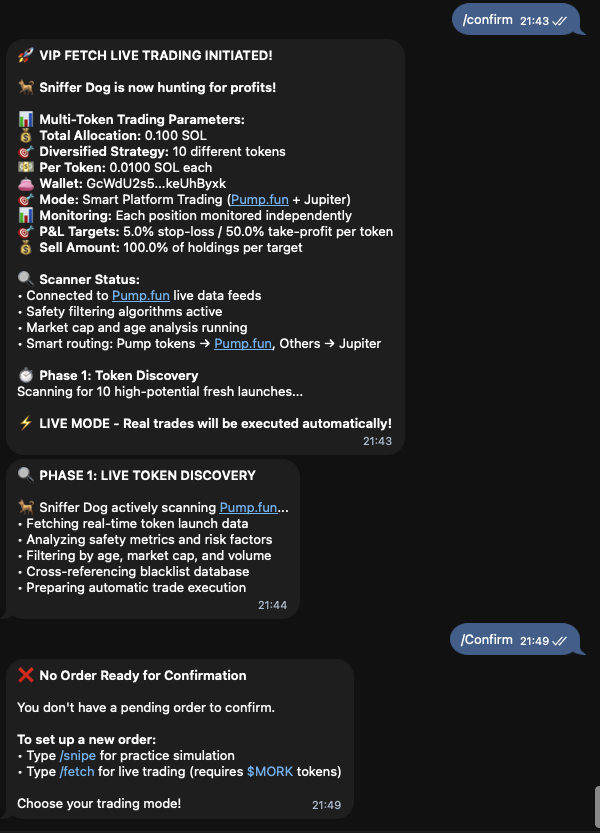 /confirm 21:43
🚀 VIP FETCH LIVE TRADING INITIATED!
🐕 Sniffer Dog is now hunting for profits!
📊 Multi-Token Trading Parameters:
💰 Total Allocation: 0.100 SOL
🎯 Diversified Strategy: 10 different tokens
💵 Per Token: 0.0100 SOL each
👛 Wallet: GcWdU2s5...keUhByxk
🎯 Mode: Smart Platform Trading (Pump.fun + Jupiter)
📊 Monitoring: Each position monitored independently
🎯 P&L Targets: 5.0% stop-loss / 50.0% take-profit per token
💰 Sell Amount: 100.0% of holdings per target
🔍 Scanner Status:
• Connected to Pump.fun live data feeds
• Safety filtering algorithms active
• Market cap and age analysis running
• Smart routing: Pump tokens → Pump.fun, Others → Jupiter
⏱️ Phase 1: Token Discovery
Scanning for 10 high-potential fresh launches...
⚡ LIVE MODE - Real trades will be executed automatically!
21:43
🔍 PHASE 1: LIVE TOKEN DISCOVERY
🐕 Sniffer Dog actively scanning Pump.fun...
• Fetching real-time token launch data
• Analyzing safety metrics and risk factors
• Filtering by age, market cap, and volume
• Cross-referencing blacklist database
• Preparing automatic trade execution
21:44
/Confirm 21:49
❌ No Order Ready for Confirmation
You don't have a pending order to confirm.
To set up a new order:
• Type /snipe for practice simulation
• Type /fetch for live trading (requires $MORK tokens)
Choose your trading mode!
21:49